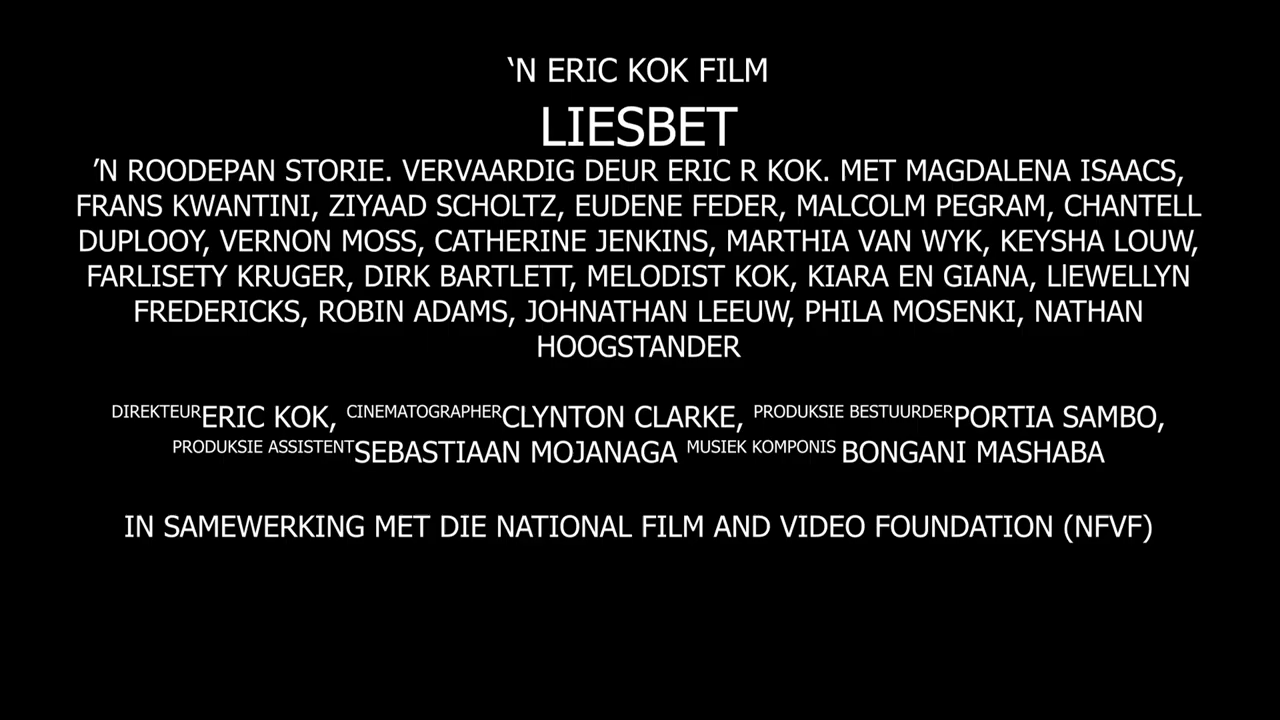 ‘N ERIC KOK FILM
LIESBET
’N ROODEPAN STORIE. VERVAARDIG DEUR ERIC R KOK. MET MAGDALENA ISAACS,
FRANS KWANTINI, ZIYAAD SCHOLTZ, EUDENE FEDER, MALCOLM PEGRAM, CHANTELL
DUPLOOY, VERNON MOSS, CATHERINE JENKINS, MARTHIA VAN WYK, KEYSHA LOUW,
FARLISETY KRUGER, DIRK BARTLETT, MELODIST KOK, KIARA EN GIANA, LlEWELLYN
FREDERICKS, ROBIN ADAMS, JOHNATHAN LEEUW, PHILA MOSENKI, NATHAN
HOOGSTANDER
DIREKTEURERIC KOK, CINEMATOGRAPHERCLYNTON CLARKE, PRODUKSIE BESTUURDERPORTIA SAMBO,
PRODUKSIE ASSISTENTSEBASTIAAN MOJANAGA MUSIEK KOMPONIS BONGANI MASHABA
IN SAMEWERKING MET DIE NATIONAL FILM AND VIDEO FOUNDATION (NFVF)